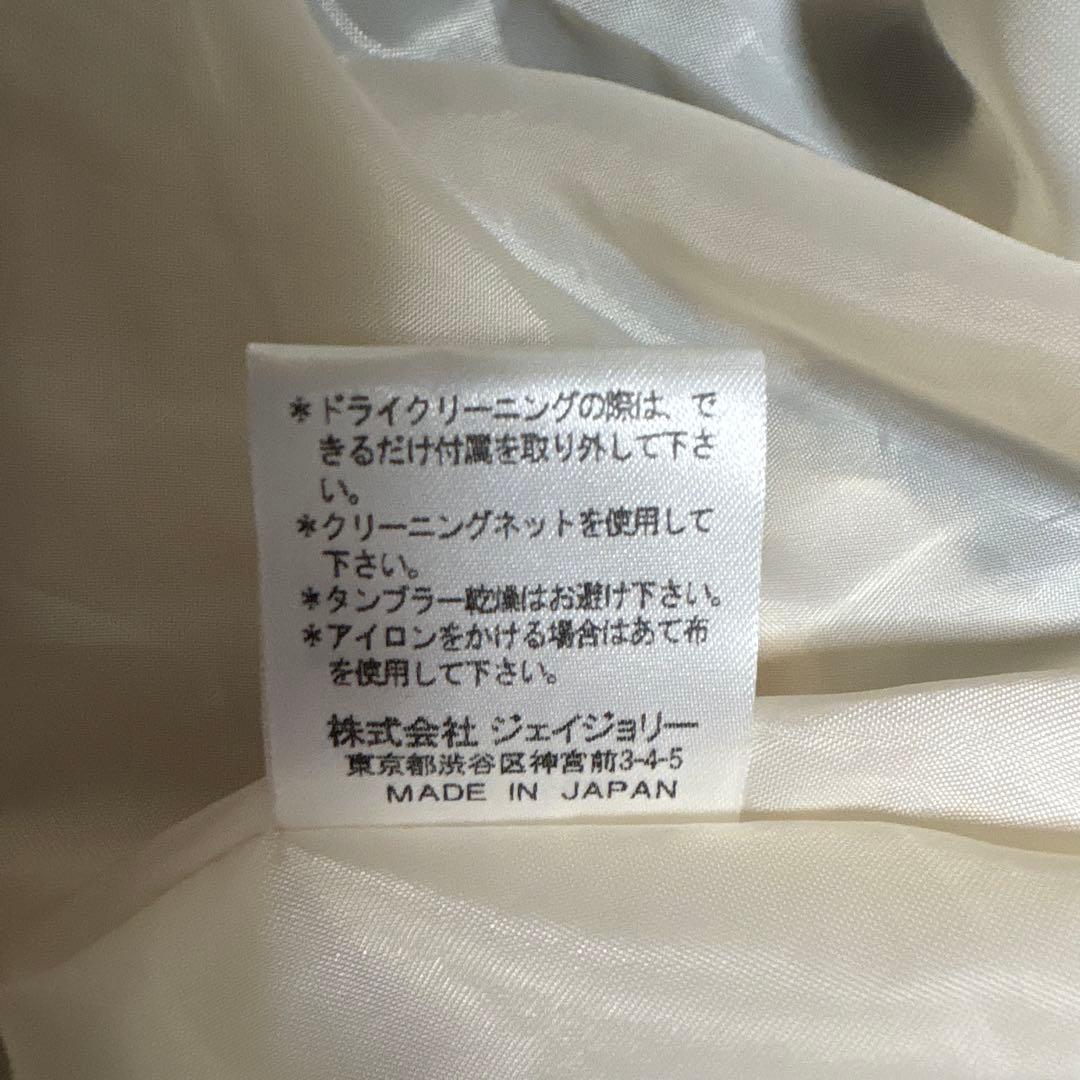 *ドライクリーニングの際は、で
きるだけ付属を取り外して下さ
い。
*クリーニングネットを使用して
下さい。
*タンブラー乾燥はお避け下さい。
*アイロンをかける場合はあて布
を使用して下さい。
株式会社 ジェイジョリー
東京都渋谷区神宮前3-4-5
MADE IN JAPAN